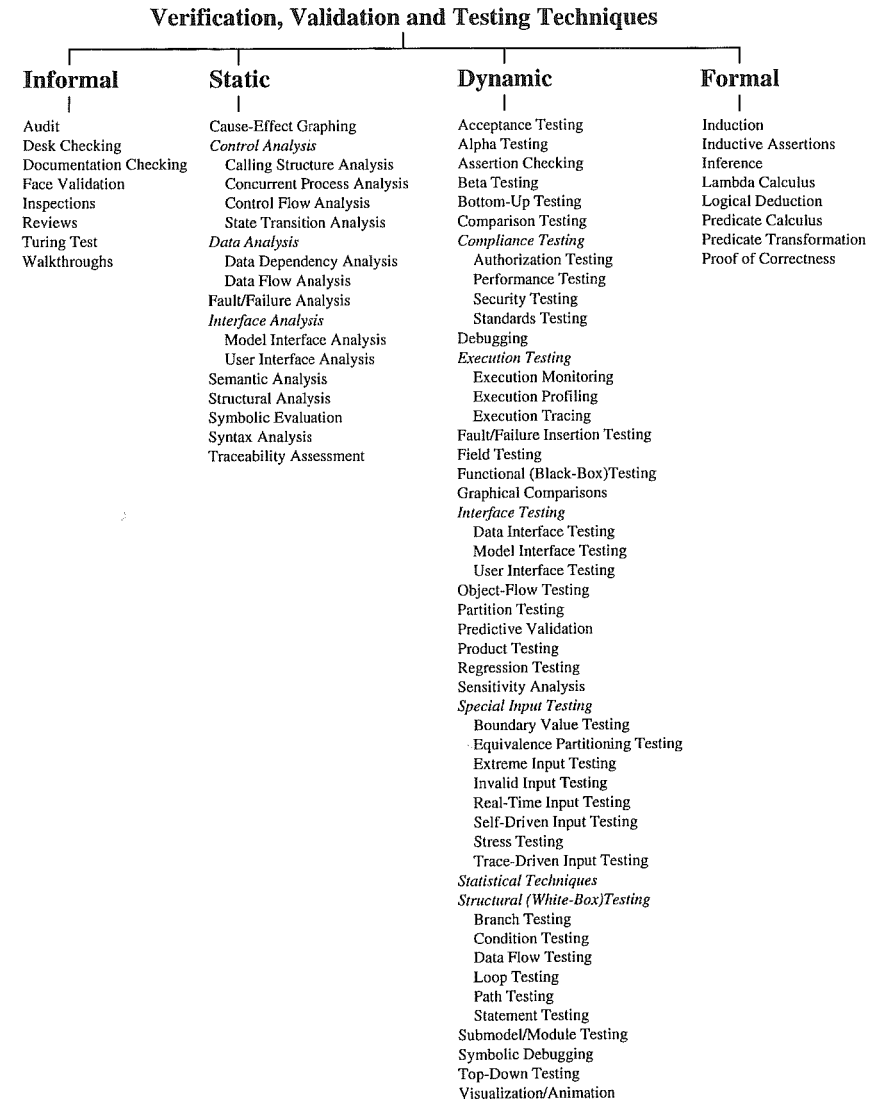 Verification, Validation and Testing Techniques
Informal
Audit
Desk Checking
Documentation Checking
Face Validation
Inspections
Reviews
Turing Test
Walkthroughs
Static
Cause-Effect Graphing
Control Analysis
Calling Structure Analysis
Concurrent Process Analysis
Control Flow Analysis
State Transition Analysis
Data Analysis
Data Dependency Analysis
Data Flow Analysis
Fault/Failure Analysis
Interface Analysis
Model Interface Analysis
User Interface Analysis
Semantic Analysis
Structural Analysis
Symbolic Evaluation
Syntax Analysis
Traceability Assessment
Dynamic
Acceptance Testing
Alpha Testing
Assertion Checking
Beta Testing
Bottom-Up Testing
Comparison Testing
Compliance Testing
Authorization Testing
Performance Testing
Security Testing
Standards Testing
Debugging
Execution Testing
Execution Monitoring
Execution Profiling
Execution Tracing
Fault/Failure Insertion Testing
Field Testing
Functional (Black-Box)Testing
Graphical Comparisons
Interface Testing
Data Interface Testing
Model Interface Testing
User Interface Testing
Object-Flow Testing
Partition Testing
Predictive Validation
Product Testing
Regression Testing
Sensitivity Analysis
Special Input Testing
Boundary Value Testing
Equivalence Partitioning Testing
Extreme Input Testing
Invalid Input Testing
Real-Time Input Testing
Self-Driven Input Testing
Stress Testing
Trace-Driven Input Testing
Statistical Techniques
Structural (White-Box)Testing
Branch Testing
Condition Testing
Data Flow Testing
Loop Testing
Path Testing
Statement Testing
Submodel/Module Testing
Symbolic Debugging
Top-Down Testing
Visualization/Animation
Formal
Induction
Inductive Assertions
Inference
Lambda Calculus
Logical Deduction
Predicate Calculus
Predicate Transformation
Proof of Correctness